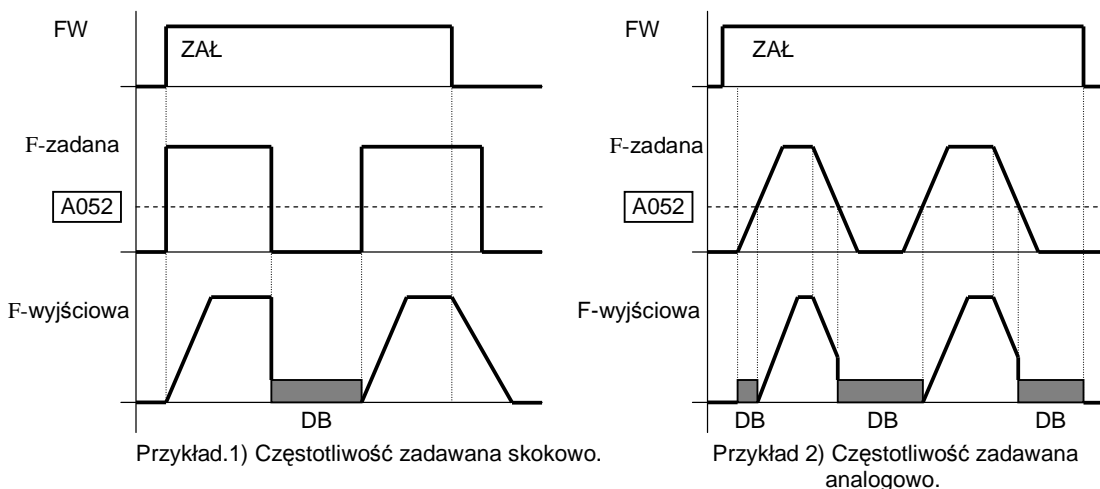 FW
ZAŁ
F-zadana
A052
F-wyjściowa
DB
Przykład.1) Częstotliwość zadawana skokowo.
FW
ZAŁ
F-zadana
A052
F-wyjściowa
DB DB DB
Przykład 2) Częstotliwość zadawana
analogowo.